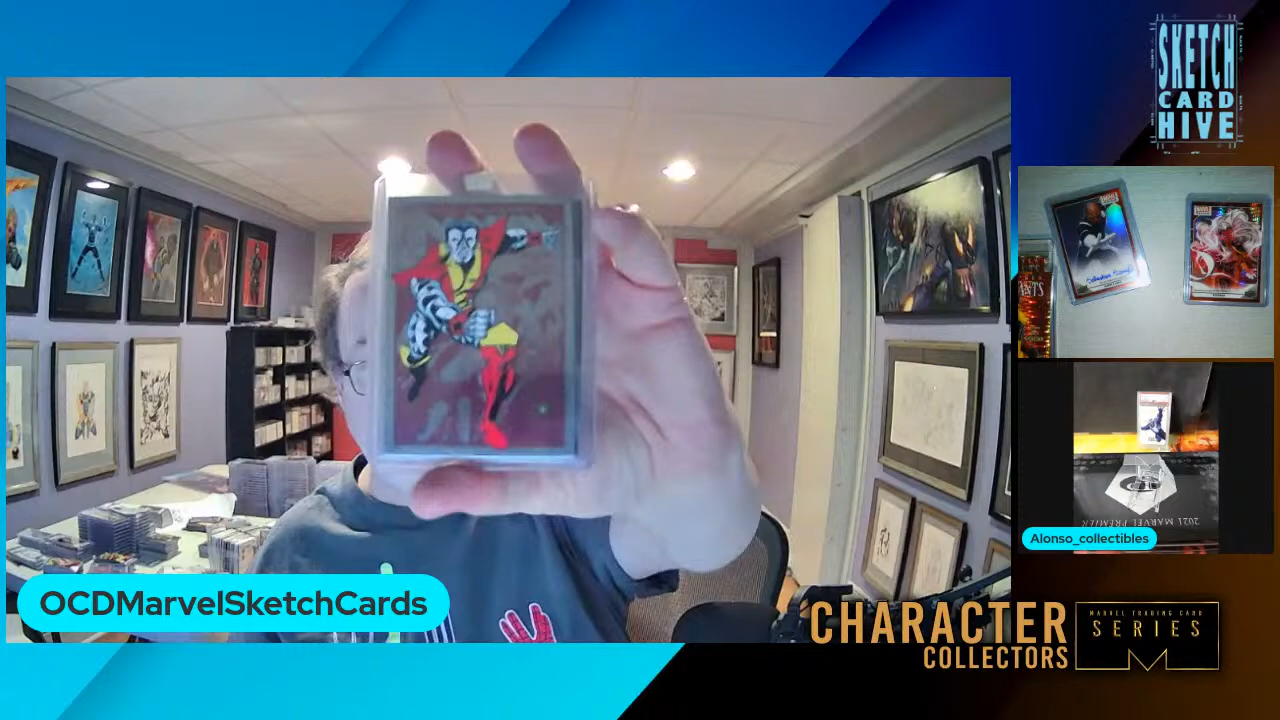 SKETCH
CARD
HIVE
OCDMarvelSketchCards
2021 MARVEL PREMIER
Alonso_collectibles
CHARACTER
COLLECTORS
MARVEL TRADING CARD
SERIES